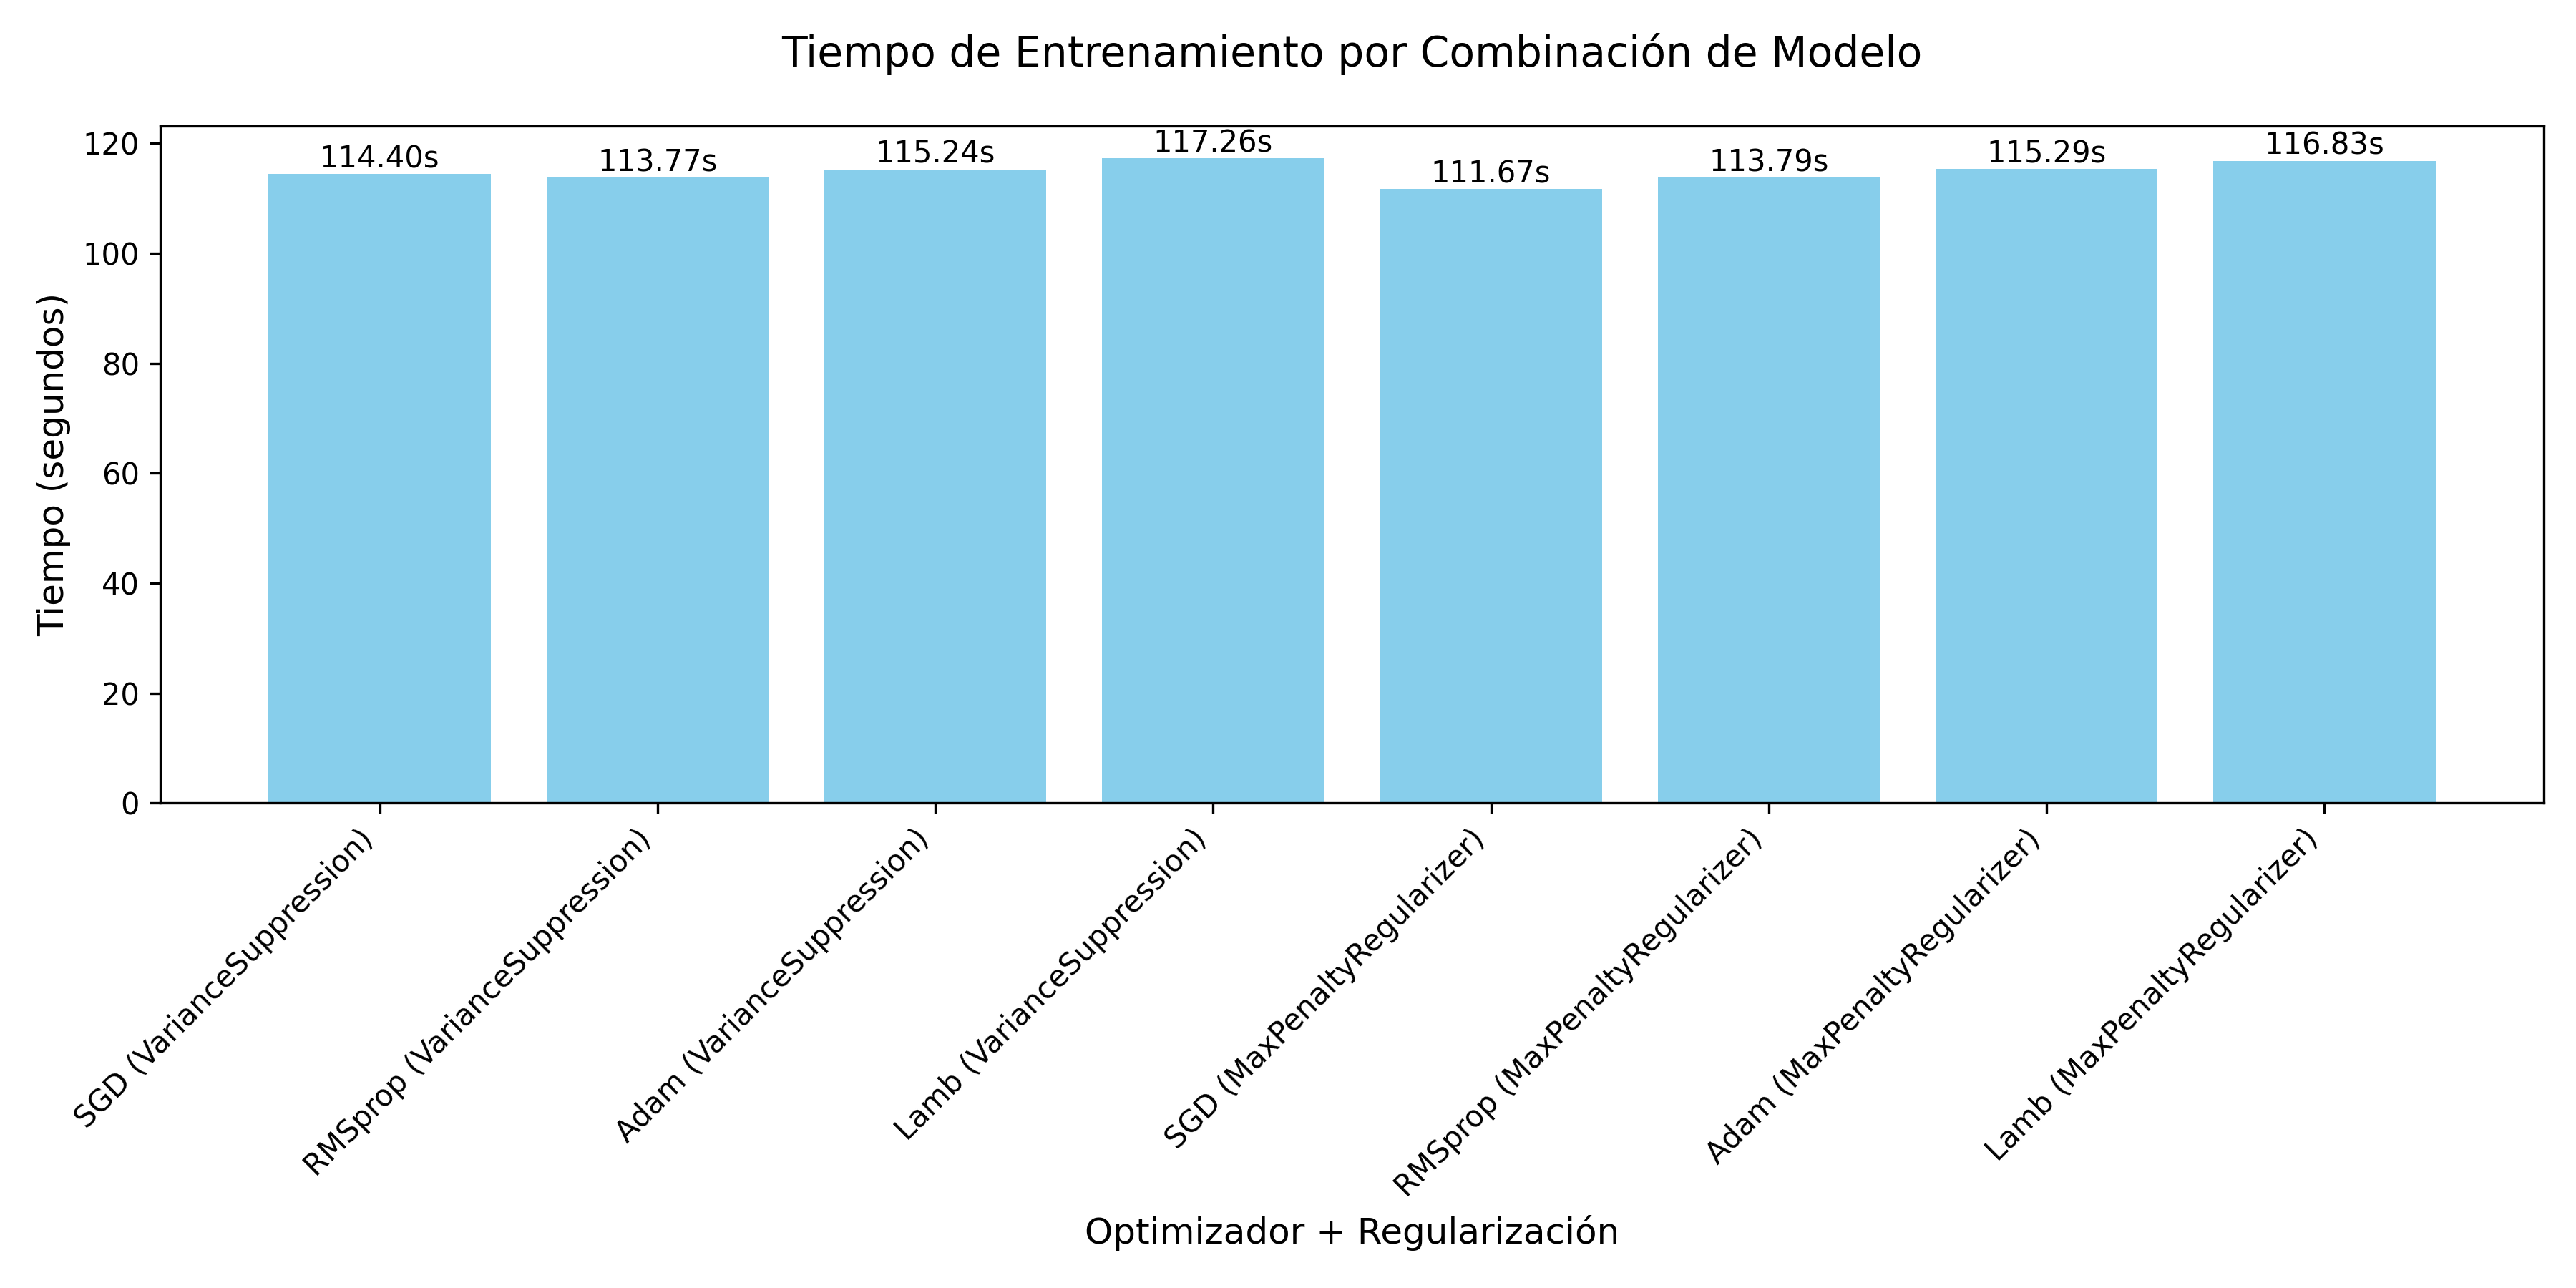 Tiempo de Entrenamiento por Combinación de Modelo
Tiempo (segundos)
120
100
80
60
40
20
0
114.40s
113.77s
115.24s
117.26s
111.67s
113.79s
115.29s
116.83s
SGD (VarianceSuppression)
RMSprop (VarianceSuppression)
Adam (VarianceSuppression)
Lamb (VarianceSuppression)
SGD (MaxPenaltyRegularizer)
RMSprop (MaxPenaltyRegularizer)
Adam (MaxPenaltyRegularizer)
Lamb (MaxPenaltyRegularizer)
Optimizador + Regularización